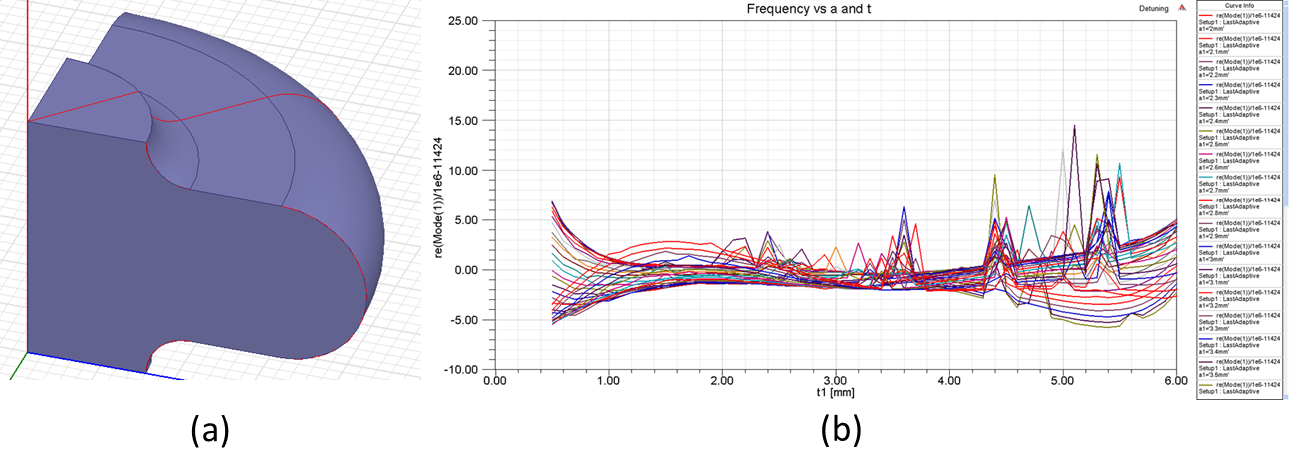 Frequency vs a and t
Detuning
25.00
20.00
15.00
10.00
5.00
0.00
-5.00
-10.00
re(Mode(1))/1e6-11424
0.00 1.00 2.00 3.00 4.00 5.00 6.00
t1 [mm]
Curve Info
re(Mode(1))/1e6-11424
Setup1 : LastAdaptive
a1='2mm'
re(Mode(1))/1e6-11424
Setup1 : LastAdaptive
a1='2.1mm'
re(Mode(1))/1e6-11424
Setup1 : LastAdaptive
a1='2.2mm'
re(Mode(1))/1e6-11424
Setup1 : LastAdaptive
a1='2.3mm'
re(Mode(1))/1e6-11424
Setup1 : LastAdaptive
a1='2.4mm'
re(Mode(1))/1e6-11424
Setup1 : LastAdaptive
a1='2.5mm'
re(Mode(1))/1e6-11424
Setup1 : LastAdaptive
a1='2.6mm'
re(Mode(1))/1e6-11424
Setup1 : LastAdaptive
a1='2.7mm'
re(Mode(1))/1e6-11424
Setup1 : LastAdaptive
a1='2.8mm'
re(Mode(1))/1e6-11424
Setup1 : LastAdaptive
a1='2.9mm'
re(Mode(1))/1e6-11424
Setup1 : LastAdaptive
a1='3mm'
re(Mode(1))/1e6-11424
Setup1 : LastAdaptive
a1='3.1mm'
re(Mode(1))/1e6-11424
Setup1 : LastAdaptive
a1='3.2mm'
re(Mode(1))/1e6-11424
Setup1 : LastAdaptive
a1='3.3mm'
re(Mode(1))/1e6-11424
Setup1 : LastAdaptive
a1='3.4mm'
re(Mode(1))/1e6-11424
Setup1 : LastAdaptive
a1='3.5mm'
re(Mode(1))/1e6-11424
Setup1 : LastAdaptive
(a)
(b)